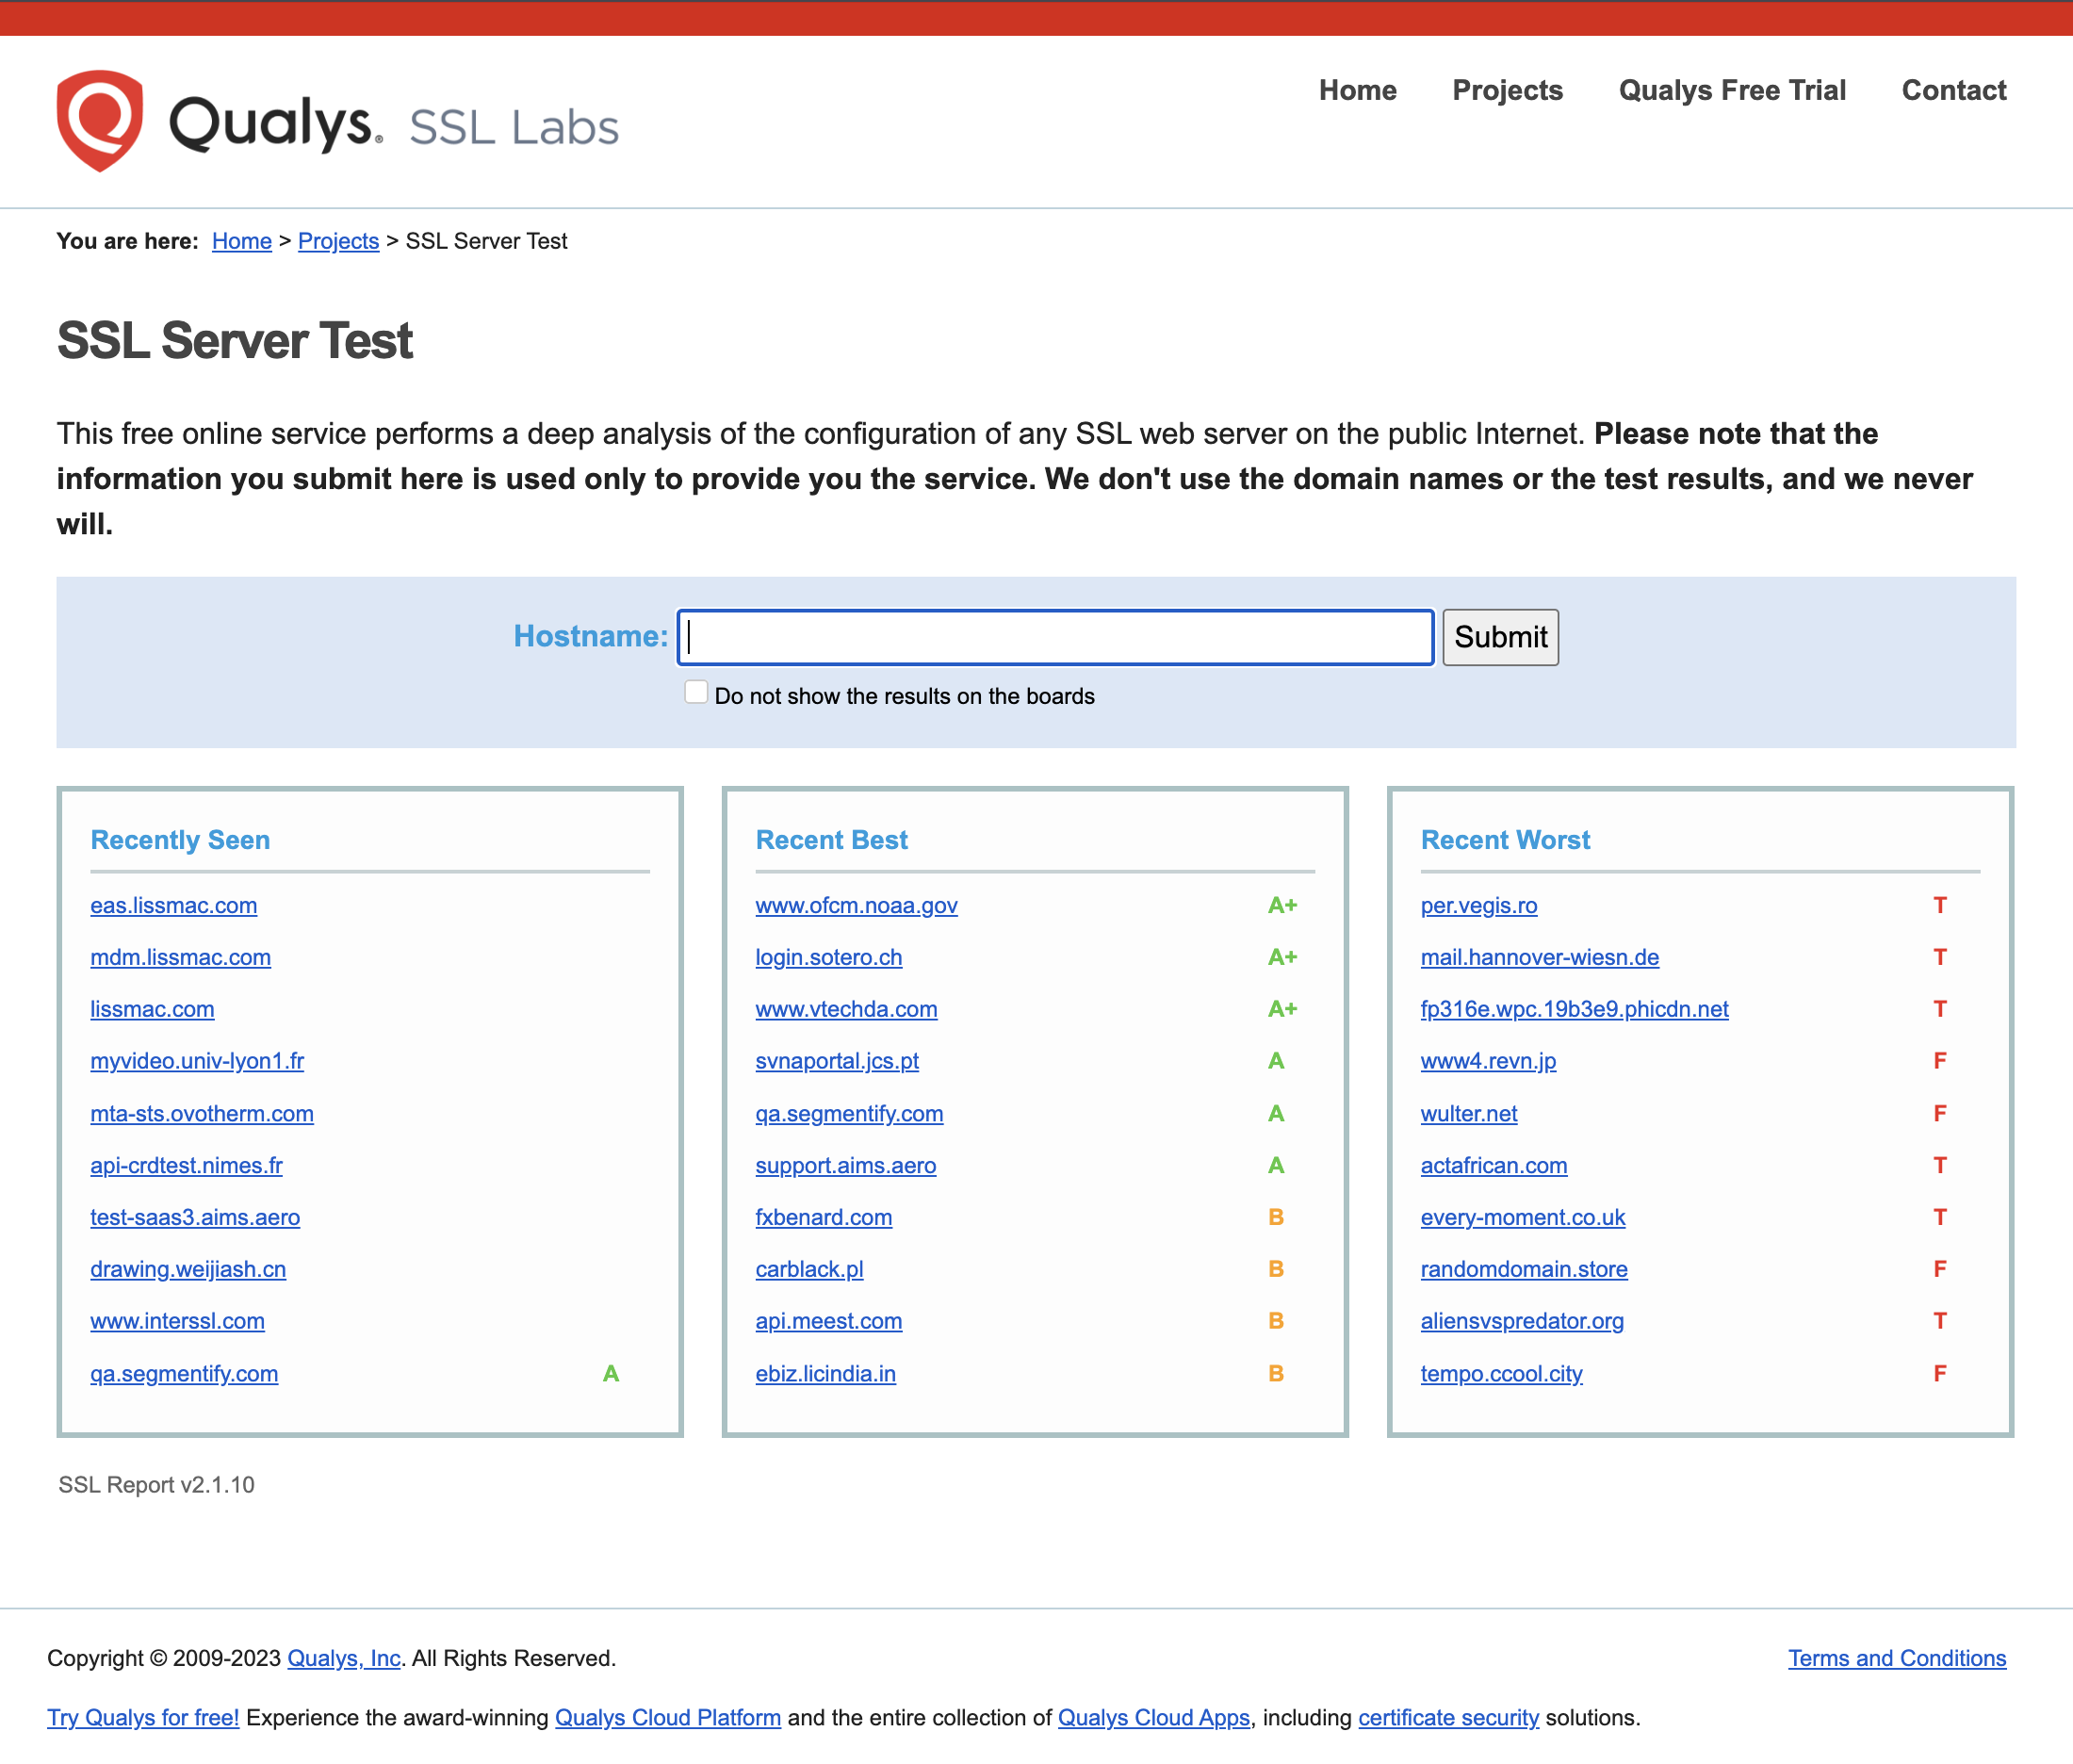 Qualys. SSL Labs
Home Projects Qualys Free Trial Contact
You are here: Home > Projects > SSL Server Test
SSL Server Test
This free online service performs a deep analysis of the configuration of any SSL web server on the public Internet. Please note that the
information you submit here is used only to provide you the service. We don't use the domain names or the test results, and we never
will.
Hostname: Submit
Do not show the results on the boards
Recently Seen
eas.lissmac.com
mdm.lissmac.com
lissmac.com
myvideo.univ-lyon1.fr
mta-sts.ovotherm.com
api-crdtest.nimes.fr
test-saas3.aims.aero
drawing.weijiash.cn
www.interssl.com
qa.segmentify.com A
Recent Best
www.ofcm.noaa.gov A+
login.sotero.ch A+
www.vtechda.com A+
svnaportal.jcs.pt A
qa.segmentify.com A
support.aims.aero A
fxbenard.com B
carblack.pl B
api.meest.com B
ebiz.licindia.in B
Recent Worst
per.vegis.ro T
mail.hannover-wiesn.de T
fp316e.wpc.19b3e9.phicdn.net T
www4.revn.jp F
wulter.net F
actafrican.com T
every-moment.co.uk T
randomdomain.store F
aliensvspredator.org T
tempo.ccool.city F
SSL Report v2.1.10
Copyright © 2009-2023 Qualys, Inc. All Rights Reserved. Terms and Conditions
Try Qualys for free! Experience the award-winning Qualys Cloud Platform and the entire collection of Qualys Cloud Apps, including certificate security solutions.